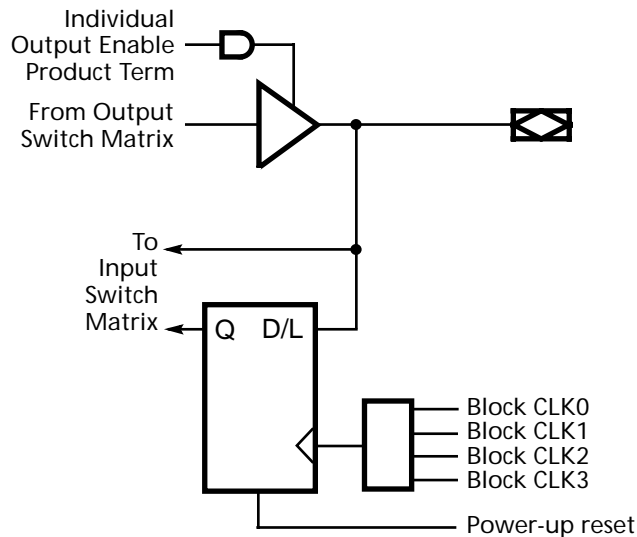 Individual
Output Enable
Product Term
From Output
Switch Matrix
To
Input
Switch
Matrix
Q D/L
Block CLK0
Block CLK1
Block CLK2
Block CLK3
Power-up reset